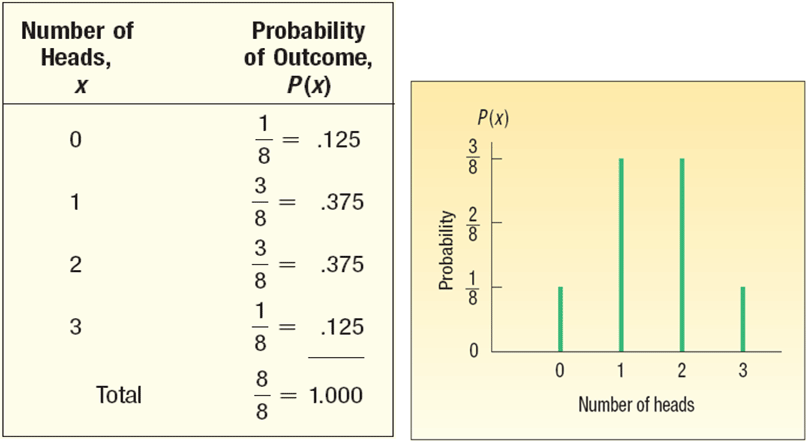 Number of Heads, x Probability of Outcome, P(x)
0 1/8 = .125
1 3/8 = .375
2 3/8 = .375
3 1/8 = .125
Total 8/8 = 1.000
P(x)
3/8
2/8
1/8
0
Probability
0 1 2 3
Number of heads